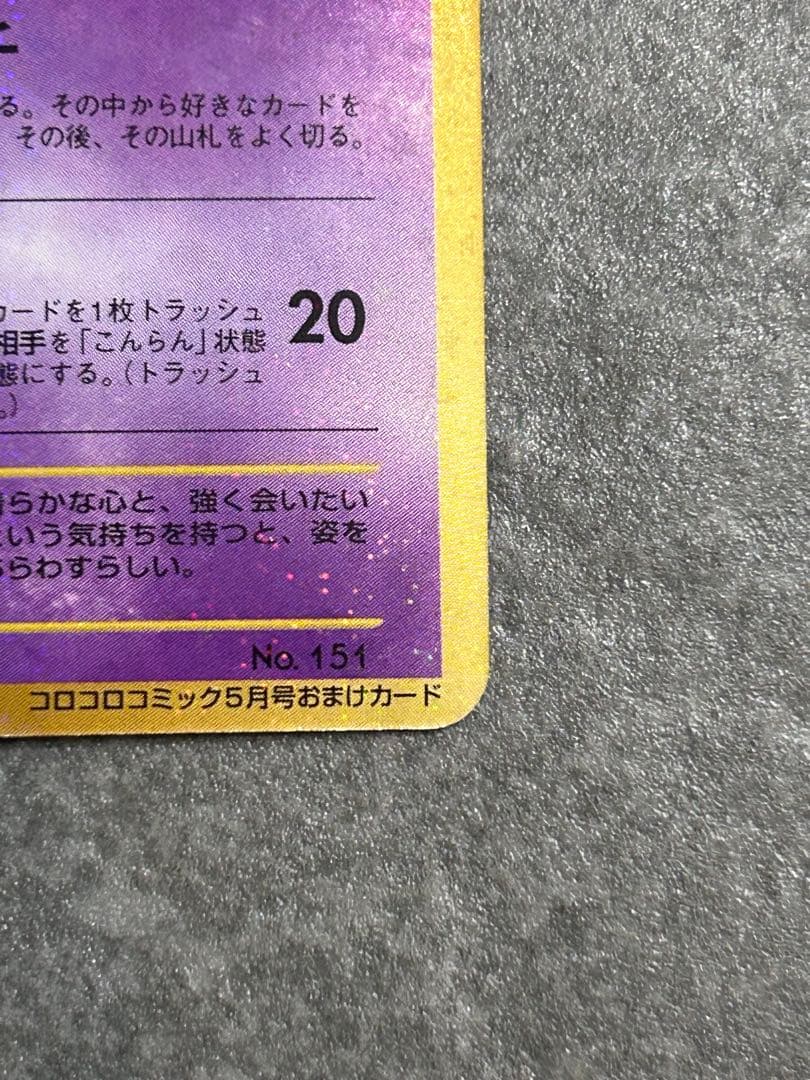 る。その中から好きなカードを
その後、その山札をよく切る。
カードを1枚トラッシュ
相手を「こんらん」状態
態にする。(トラッシュ
。)
20
らかな心と、強く会いたい
いう気持ちを持つと、姿を
らわすらしい。
No. 151
コロコロコミック5月号おまけカード